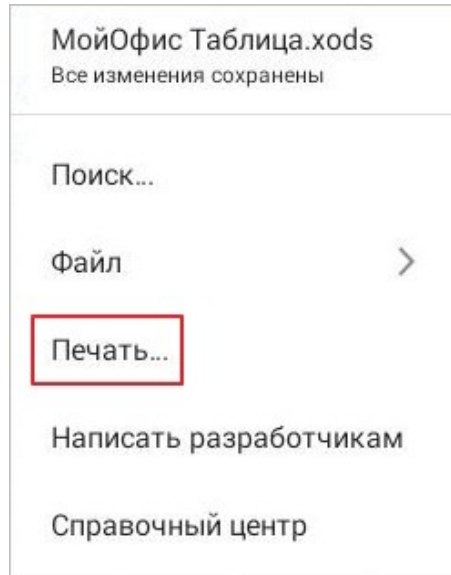 МойОфис Таблица.xods
Все изменения сохранены
Поиск...
Файл
Печать...
Написать разработчикам
Справочный центр